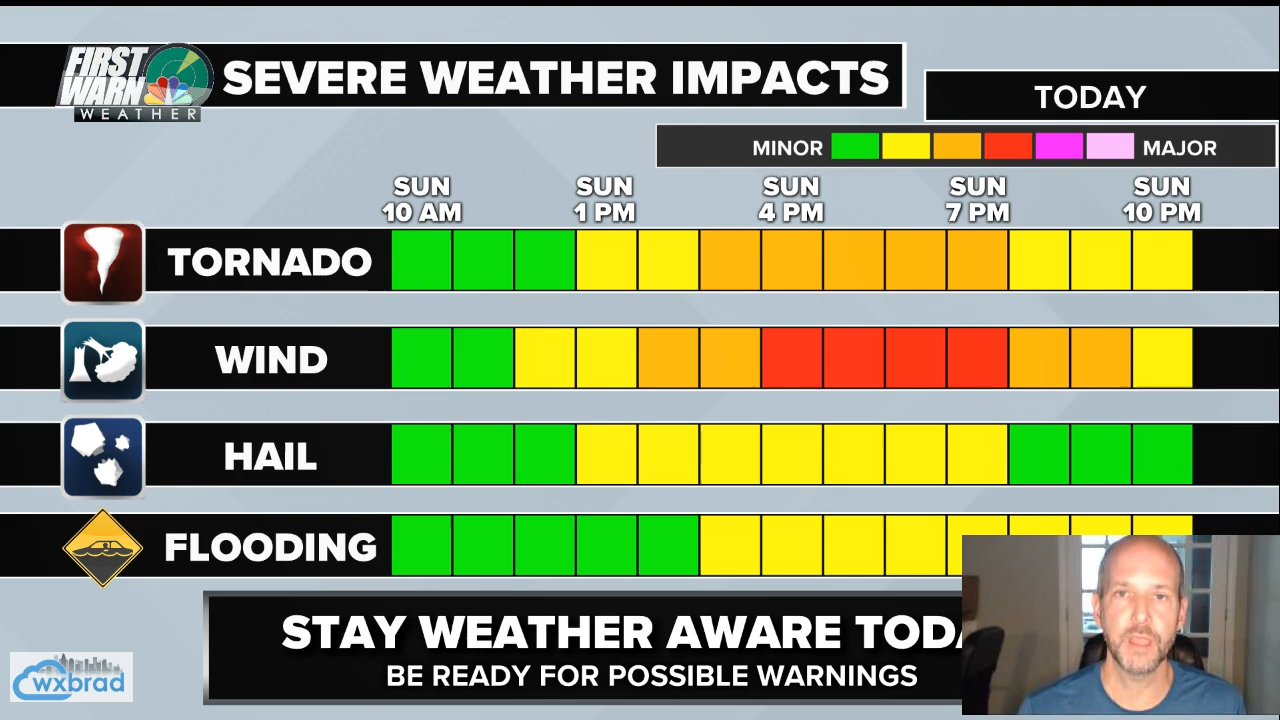 FIRST
WARN
WEATHER
SEVERE WEATHER IMPACTS
TODAY
MINOR
MAJOR
SUN
10 AM
SUN
1 PM
SUN
4 PM
SUN
7 PM
SUN
10 PM
TORNADO
WIND
HAIL
FLOODING
STAY WEATHER AWARE TODA
BE READY FOR POSSIBLE WARNINGS
wxbrad